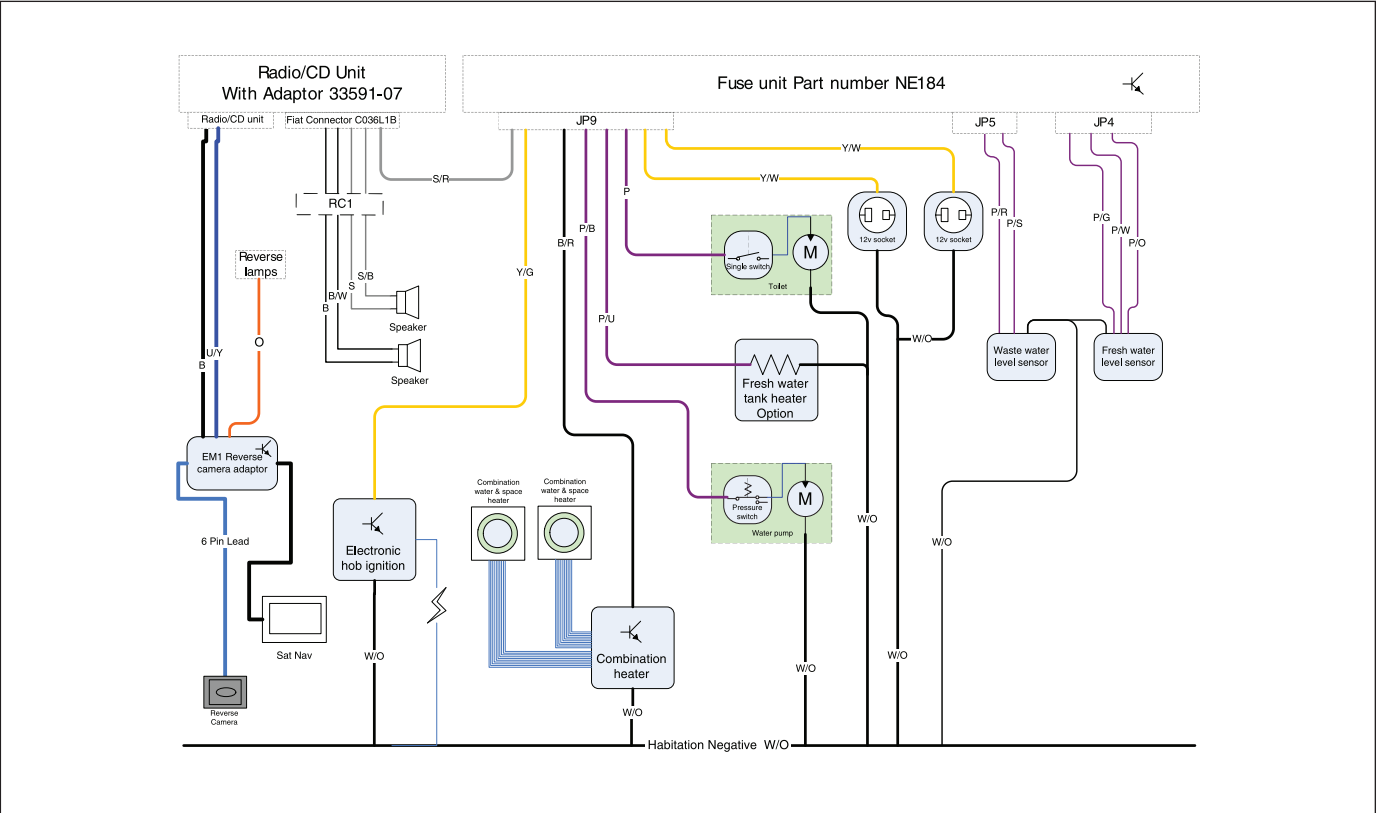 Radio/CD Unit
With Adaptor 33591-07
Fuse unit Part number NE184
Radio/CD unit
Fiat Connector C036L1B
JP9
JP5
JP4
Y/W
Y/W
S/R
RC1
P
P/R
P/S
P/G
P/W
P/O
P/B
B/R
12v socket
12v socket
M
Single switch
Toilet
Reverse
lamps
Y/G
S/B
S
B/W
B
Speaker
P/U
O
U/Y
B
W/O
Waste water
level sensor
Fresh water
level sensor
Speaker
Fresh water
tank heater
Option
EM1 Reverse
camera adaptor
Combination
water & space
heater
Combination
water & space
heater
M
Pressure
switch
Water pump
W/O
W/O
6 Pin Lead
Electronic
hob ignition
Sat Nav
W/O
Combination
heater
W/O
W/O
Reverse
Camera
W/O
Habitation Negative W/O